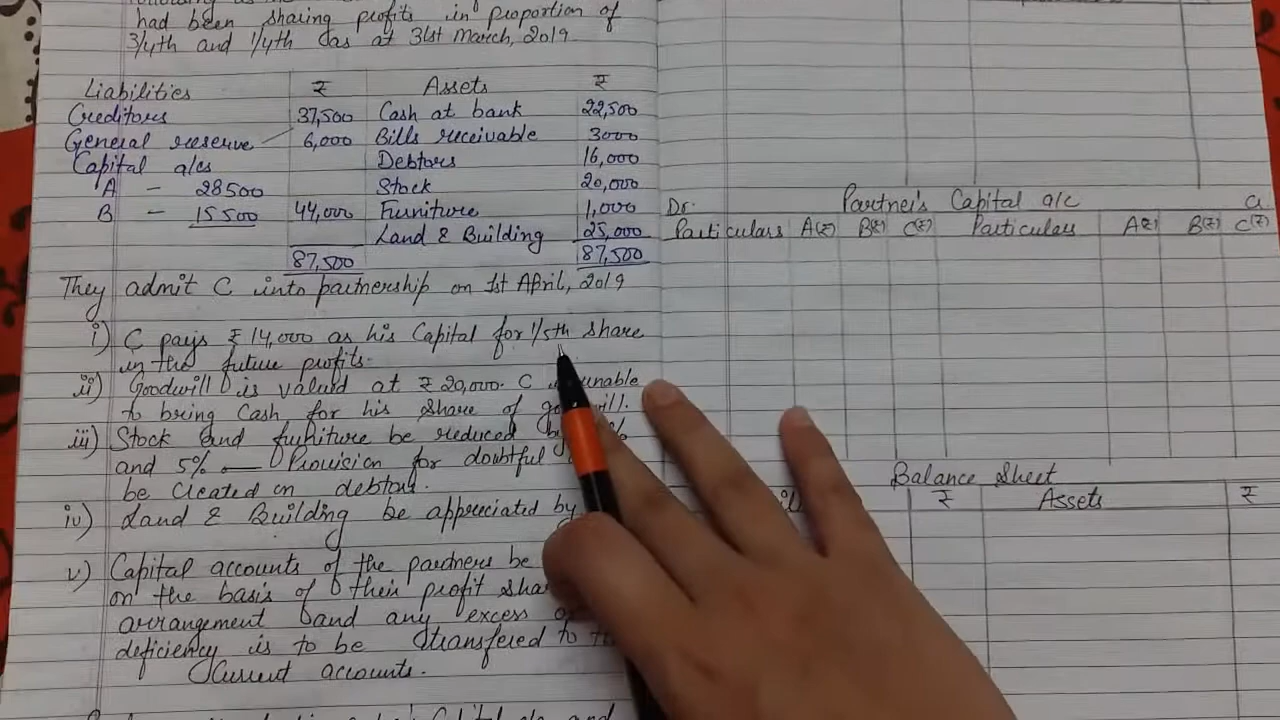 had been sharing profits in proportion of
3/4th and 1/4th as at 31st March, 2019
Liabilities ₹ Assets ₹
Creditors 37,500 Cash at bank 22,500
General reserve 6,000 Bills receivable 3000
Capital a/cs Debtors 16,000
A - 28500 Stock 20,000
B - 15500 44,000 Furniture 1,000
Land & Building 25,000
87,500 87,500
They admit C into partnership on 1st April, 2019
i) C pays ₹ 14,000 as his Capital for 1/5th share
in the future profits.
ii) Goodwill is valued at ₹ 20,000. C unable
to bring Cash for his share of
iii) Stock and furniture be reduced %
and 5% Provision for doubtful
be created on debtors.
iv) Land & Building be appreciated by
v) Capital accounts of the partners be
on the basis of their profit
arrangement and any excess
deficiency is to be transfered to
Current accounts.
Dr. Partner's Capital a/c Cr
Particulars A(₹) B(₹) C(₹) Particulars A(₹) B(₹) C(₹)
Balance Sheet
₹ Assets ₹